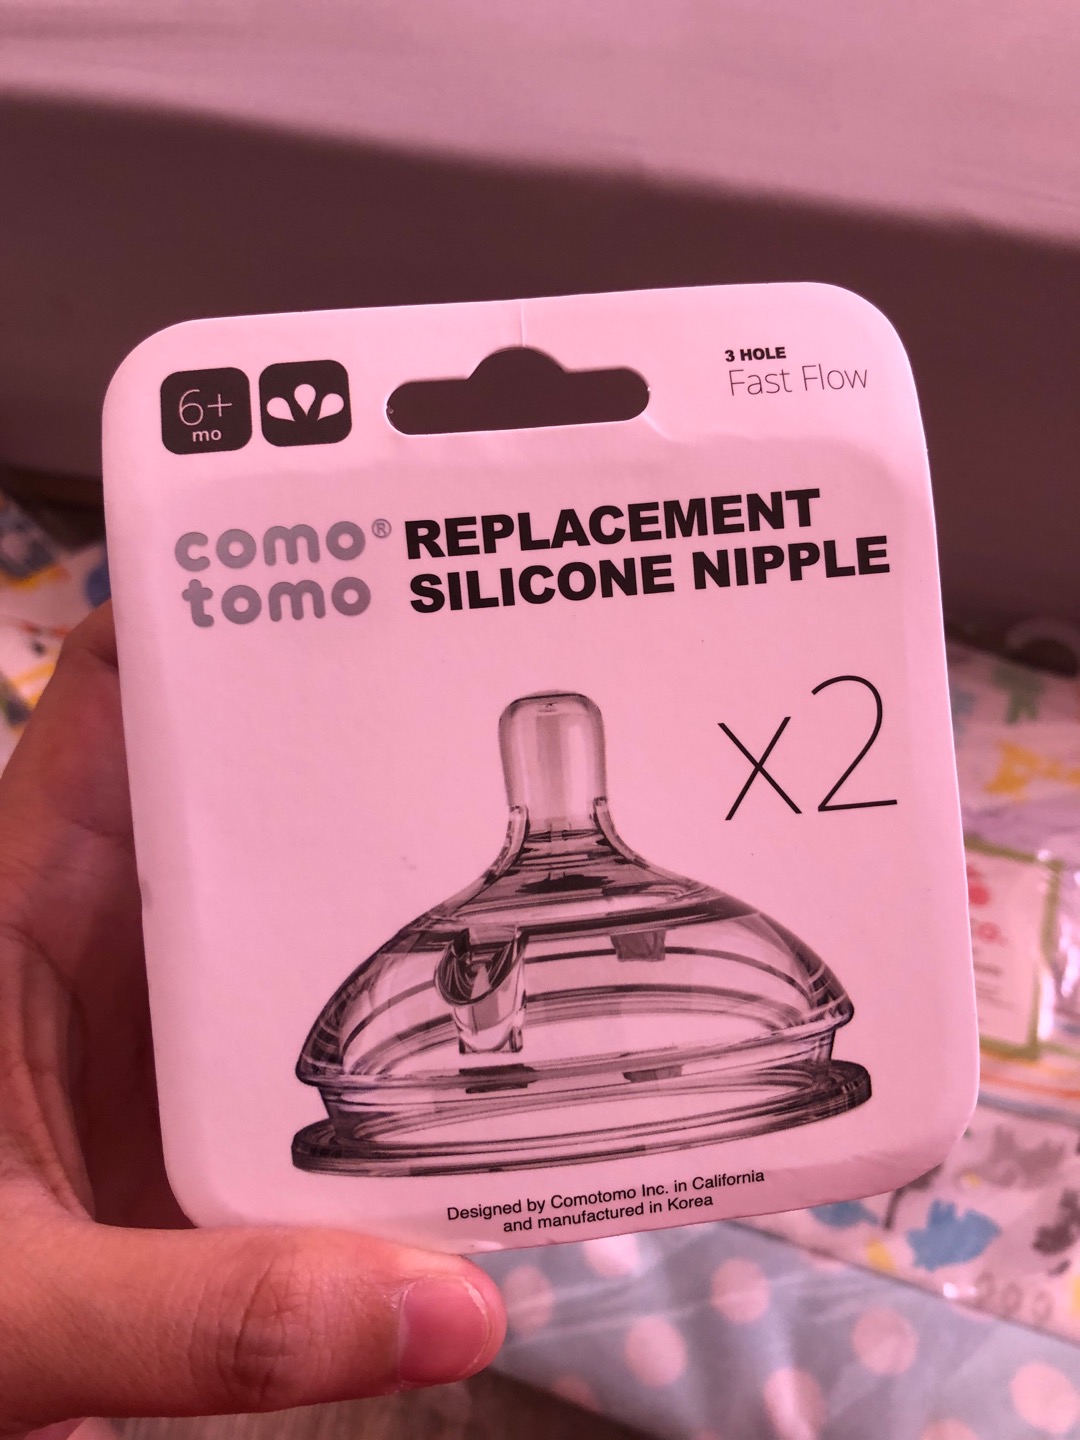 6+
mo
3 HOLE
Fast Flow
como®
tomo
REPLACEMENT
SILICONE NIPPLE
x2
Designed by Comotomo Inc. in California
and manufactured in Korea